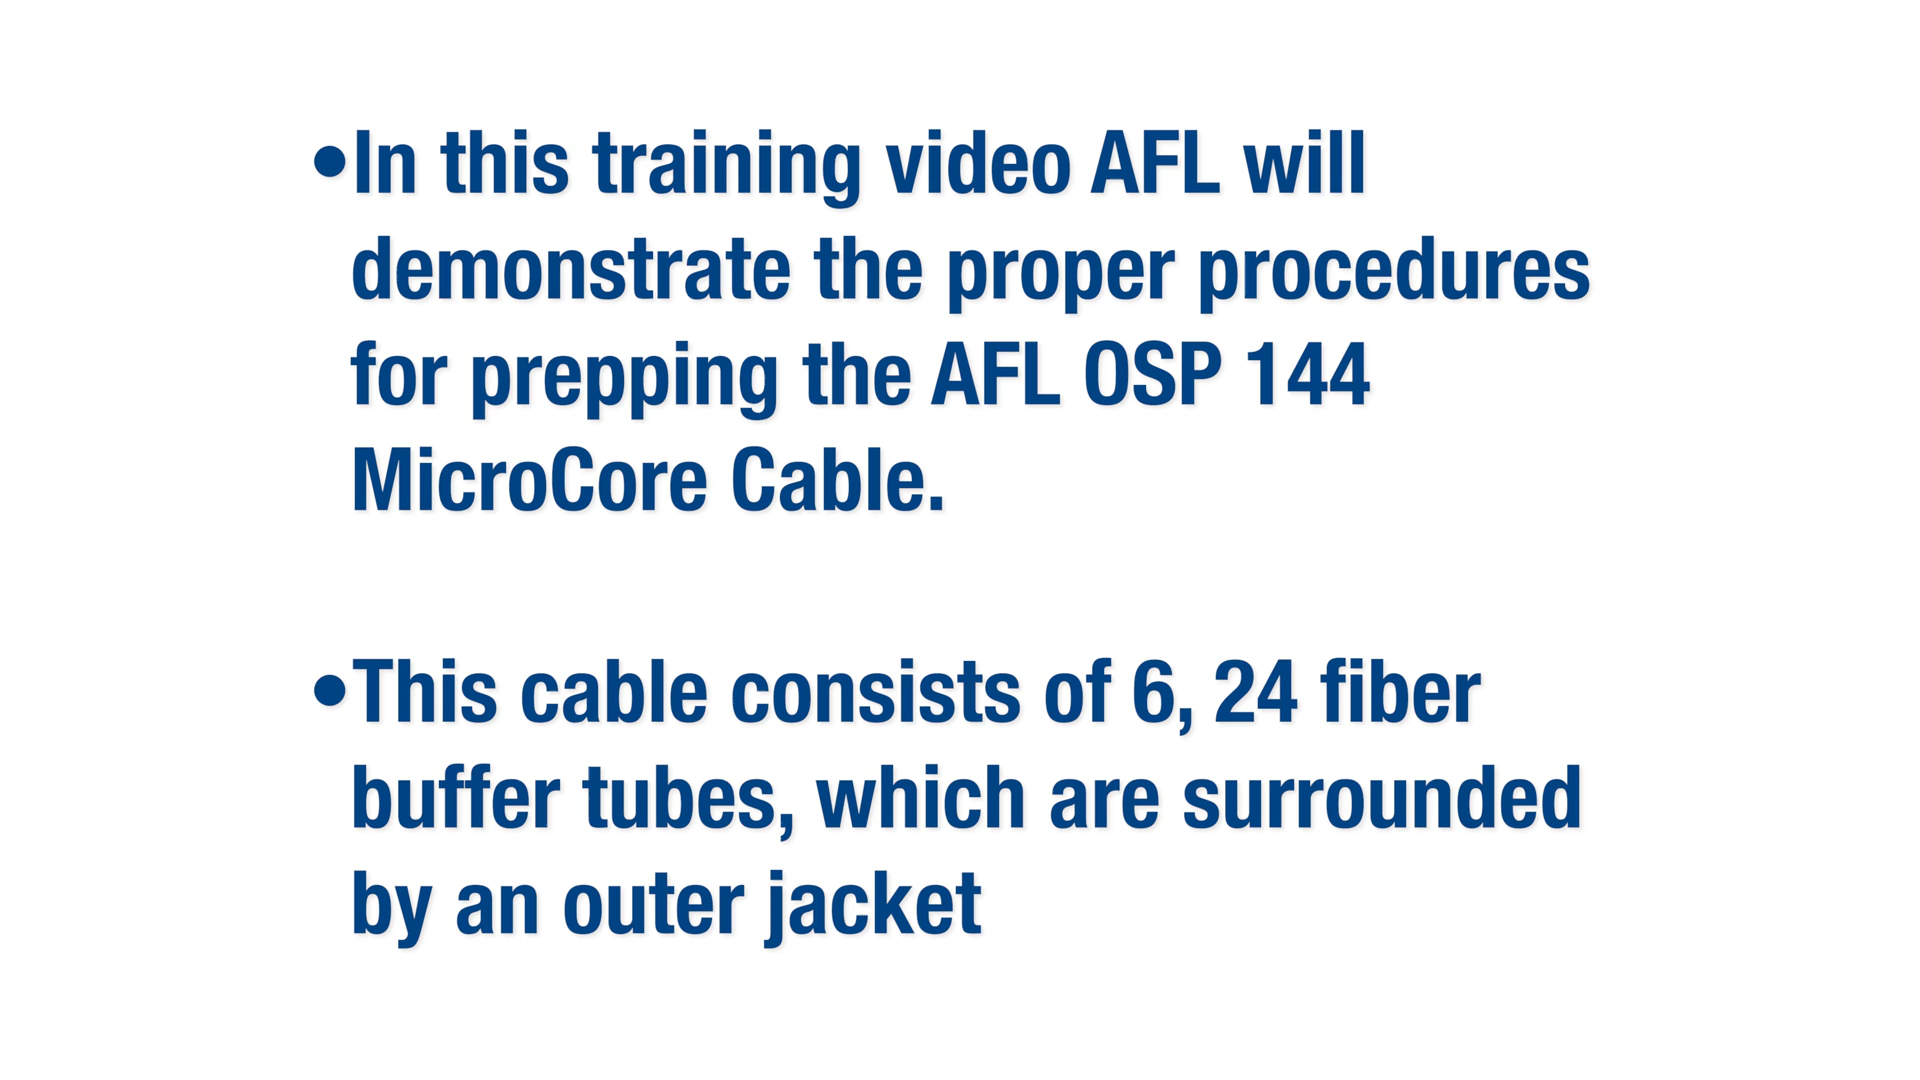 •In this training video AFL will
demonstrate the proper procedures
for prepping the AFL OSP 144
MicroCore Cable.
•This cable consists of 6, 24 fiber
buffer tubes, which are surrounded
by an outer jacket